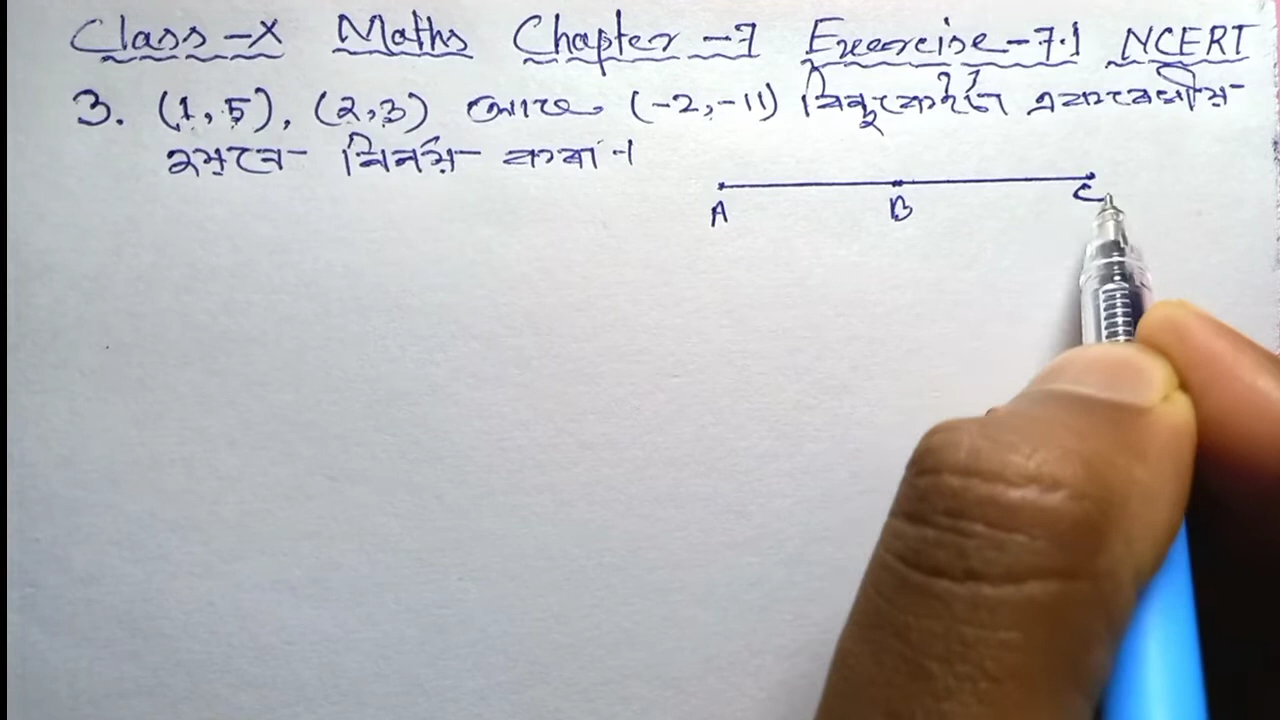 Class-X Maths Chapter-7 Exercise-7.1 NCERT
3. (1,5), (2,3) আৰু (-2,-11) বিন্দুকেইটা একেৰেখীয়
হয়নে নিৰ্ণয় কৰা।
A B C